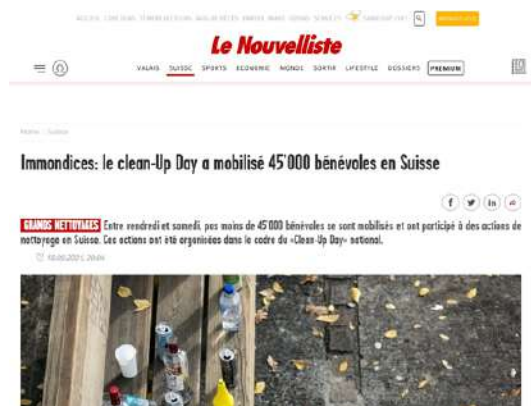 Le Nouvelliste
VALAIS SUISSE SPORTS ECONOMIE MONDE SORTIR LIFESTYLE DOSSIERS PREMIUM
Home Suisse
Immondices: le clean-Up Day a mobilisé 45'000 bénévoles en Suisse
GRANDS NETTOYAGES Entre vendredi et samedi, pas moins de 45'000 bénévoles se sont mobilisés et ont participé à des actions de
nettoyage en Suisse. Ces actions ont été organisées dans le cadre du «Clean-Up Day» national.